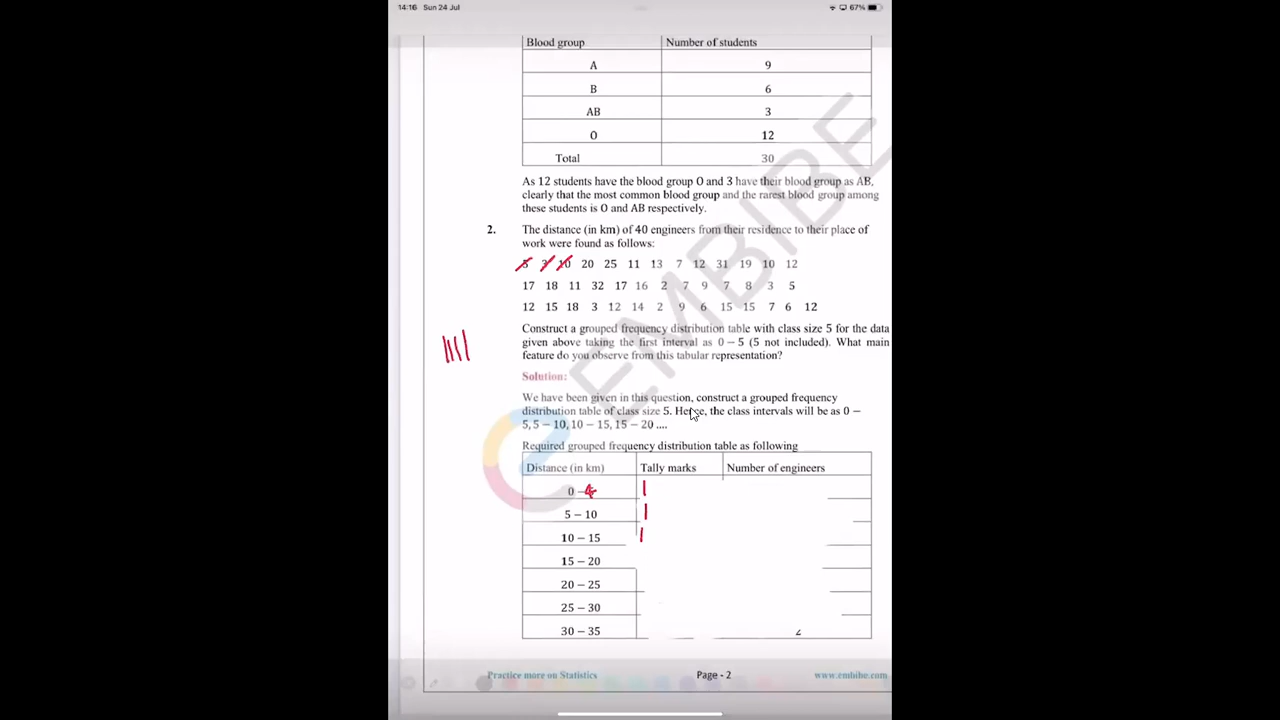 14:16 Sun 24 Jul 67%
Blood group Number of students
A 9
B 6
AB 3
O 12
Total 30
As 12 students have the blood group O and 3 have their blood group as AB,
clearly that the most common blood group and the rarest blood group among
these students is O and AB respectively.
2. The distance (in km) of 40 engineers from their residence to their place of
work were found as follows:
5 3 10 20 25 11 13 7 12 31 19 10 12
17 18 11 32 17 16 2 7 9 7 8 3 5
12 15 18 3 12 14 2 9 6 15 15 7 6 12
Construct a grouped frequency distribution table with class size 5 for the data
given above taking the first interval as 0 – 5 (5 not included). What main
feature do you observe from this tabular representation?
Solution:
We have been given in this question, construct a grouped frequency
distribution table of class size 5. Hence, the class intervals will be as 0 –
5, 5 – 10, 10 – 15, 15 – 20 ....
Required grouped frequency distribution table as following
Distance (in km) Tally marks Number of engineers
0 –
5 – 10
10 – 15
15 – 20
20 – 25
25 – 30
30 – 35
Practice more on Statistics Page - 2 www.embibe.com
EMBIBE